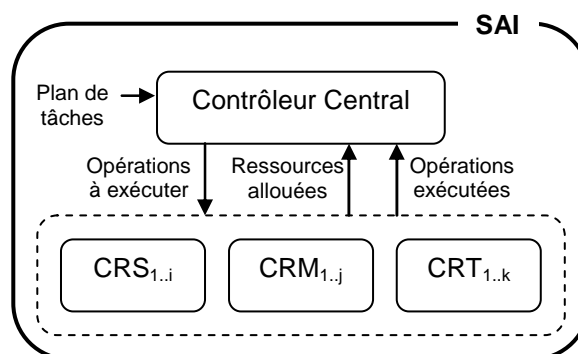 SAI
Plan de
tâches
Contrôleur Central
Opérations
à exécuter
Ressources
allouées
Opérations
exécutées
CRS1..i
CRM1..j
CRT1..k